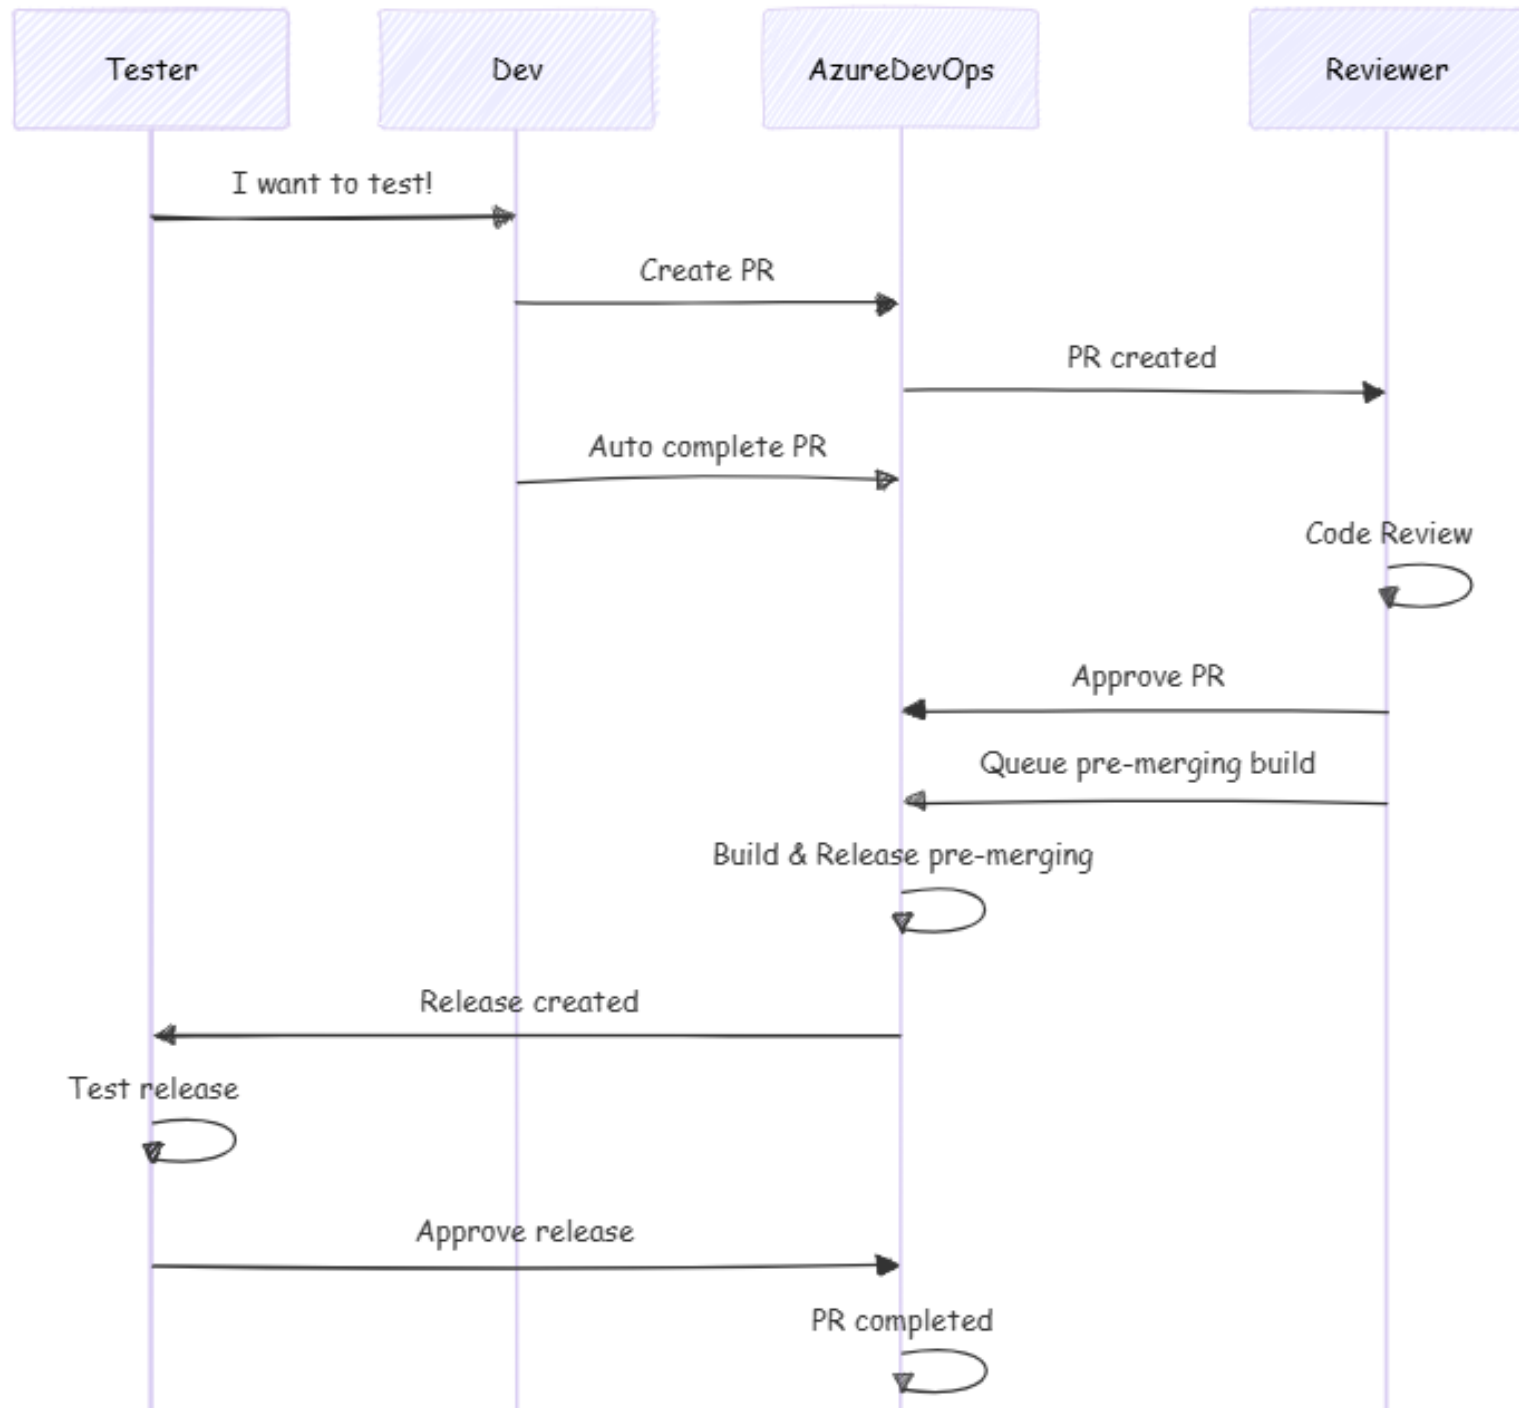 Tester
Dev
AzureDevOps
Reviewer
I want to test!
Create PR
PR created
Auto complete PR
Code Review
Approve PR
Queue pre-merging build
Build & Release pre-merging
Release created
Test release
Approve release
PR completed